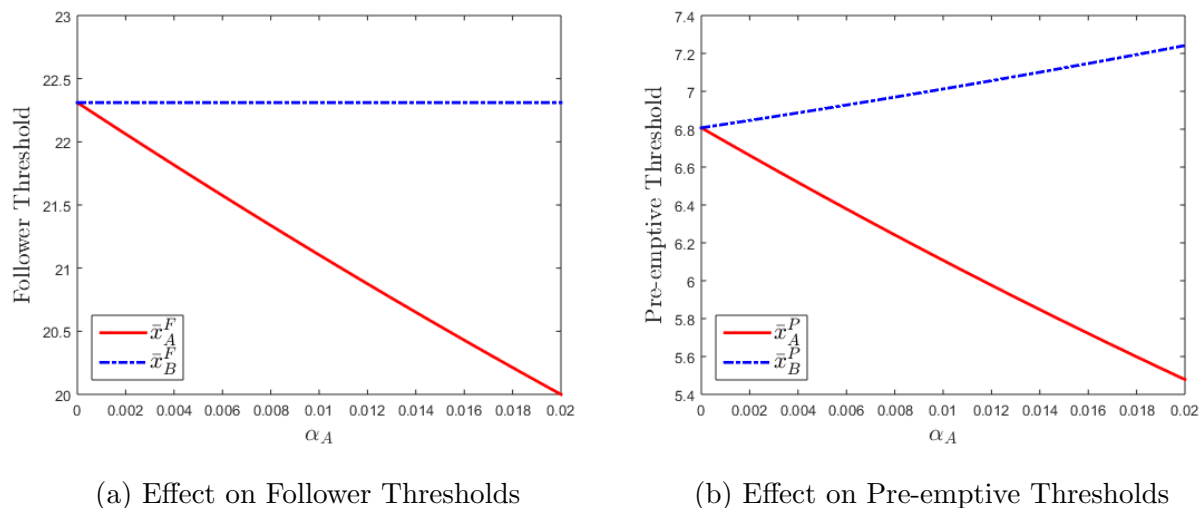 23
22.5
22
21.5
21
20.5
20
Follower Threshold
x̄_A^F
x̄_B^F
0 0.002 0.004 0.006 0.008 0.01 0.012 0.014 0.016 0.018 0.02
α_A
(a) Effect on Follower Thresholds
7.4
7.2
7
6.8
6.6
6.4
6.2
6
5.8
5.6
5.4
Pre-emptive Threshold
x̄_A^P
x̄_B^P
0 0.002 0.004 0.006 0.008 0.01 0.012 0.014 0.016 0.018 0.02
α_A
(b) Effect on Pre-emptive Thresholds